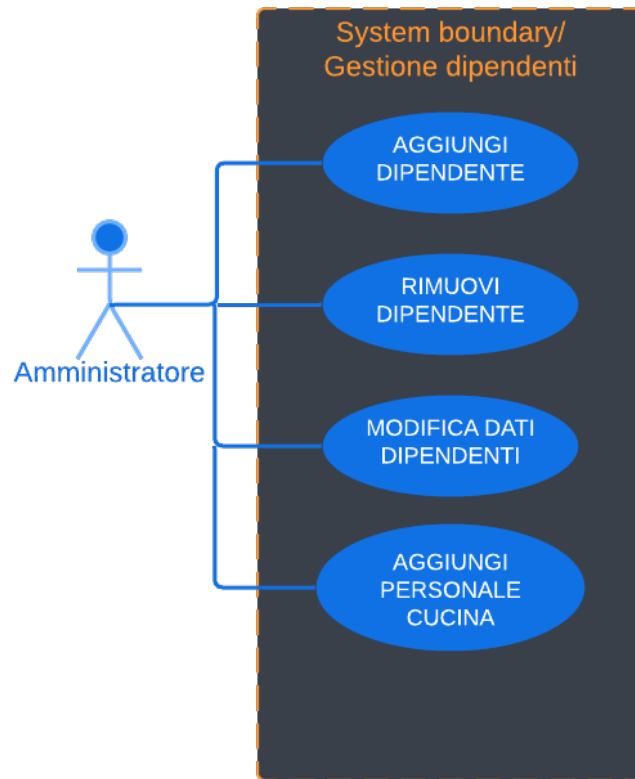 System boundary/
Gestione dipendenti
AGGIUNGI
DIPENDENTE
RIMUOVI
DIPENDENTE
Amministratore
MODIFICA DATI
DIPENDENTI
AGGIUNGI
PERSONALE
CUCINA